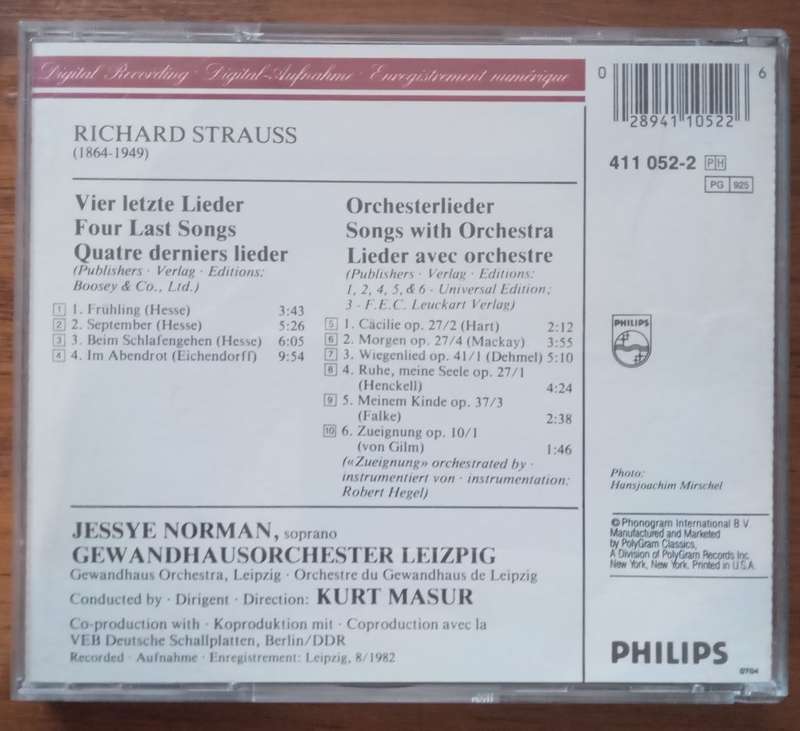 Digital Recording · Digital-Aufnahme · Enregistrement numérique
RICHARD STRAUSS
(1864-1949)
Vier letzte Lieder
Four Last Songs
Quatre derniers lieder
(Publishers · Verlag · Editions:
Boosey & Co., Ltd.)
1 1. Frühling (Hesse) 3:43
2 2. September (Hesse) 5:26
3 3. Beim Schlafengehen (Hesse) 6:05
4 4. Im Abendrot (Eichendorff) 9:54
Orchesterlieder
Songs with Orchestra
Lieder avec orchestre
(Publishers · Verlag · Editions:
1, 2, 4, 5, & 6 - Universal Edition;
3 - F.E.C. Leuckart Verlag)
5 1. Cäcilie op. 27/2 (Hart) 2:12
6 2. Morgen op. 27/4 (Mackay) 3:55
7 3. Wiegenlied op. 41/1 (Dehmel) 5:10
8 4. Ruhe, meine Seele op. 27/1
(Henckell) 4:24
9 5. Meinem Kinde op. 37/3
(Falke) 2:38
10 6. Zueignung op. 10/1
(von Gilm) 1:46
(«Zueignung» orchestrated by ·
instrumentiert von · instrumentation:
Robert Hegel)
JESSYE NORMAN, soprano
GEWANDHAUSORCHESTER LEIZPIG
Gewandhaus Orchestra, Leipzig · Orchestre du Gewandhaus de Leipzig
Conducted by · Dirigent · Direction: KURT MASUR
Co-production with · Koproduktion mit · Coproduction avec la
VEB Deutsche Schallplatten, Berlin/DDR
Recorded · Aufnahme · Enregistrement: Leipzig, 8/1982
0 28941 10522 6
411 052-2 PH
PG 925
PHILIPS
Photo:
Hansjoachim Mirschel
© Phonogram International B.V.
Manufactured and Marketed
by PolyGram Classics,
A Division of PolyGram Records Inc.
New York, New York, Printed in U.S.A.
PHILIPS
0704